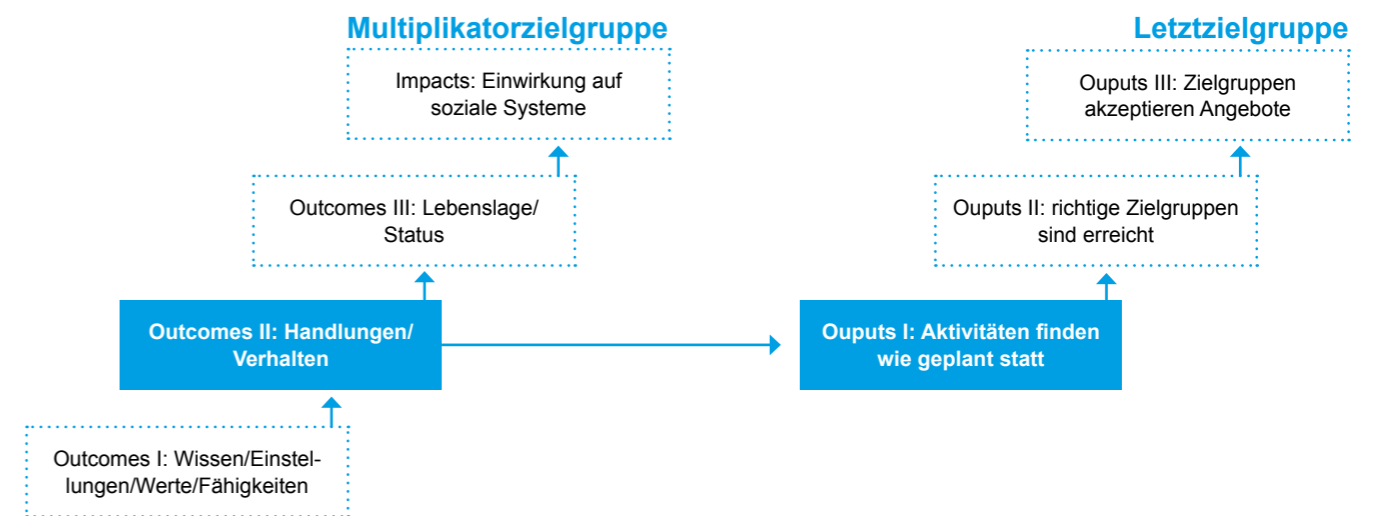 Multiplikatorzielgruppe
Impacts: Einwirkung auf
soziale Systeme
Outcomes III: Lebenslage/
Status
Outcomes II: Handlungen/
Verhalten
Outcomes I: Wissen/Einstel-
lungen/Werte/Fähigkeiten
Letztzielgruppe
Ouputs III: Zielgruppen
akzeptieren Angebote
Ouputs II: richtige Zielgruppen
sind erreicht
Ouputs I: Aktivitäten finden
wie geplant statt